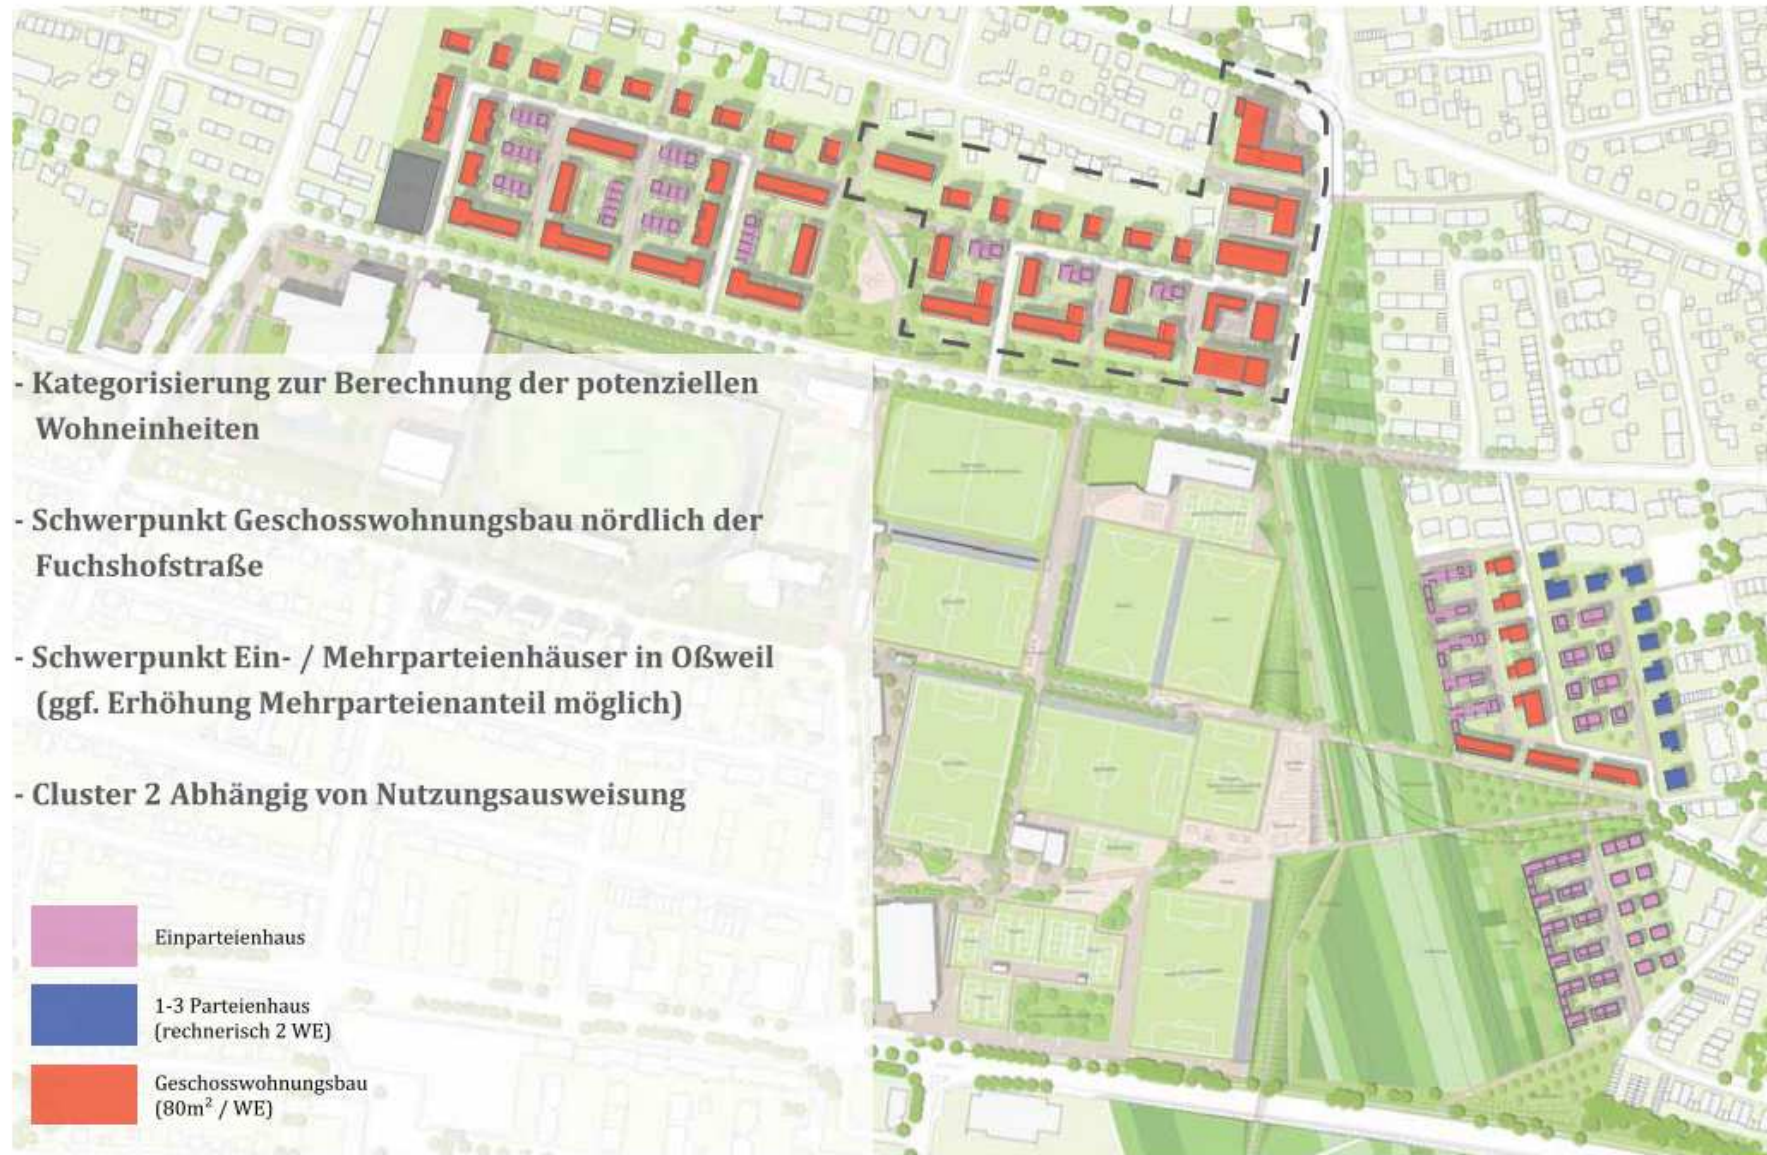 - Kategorisierung zur Berechnung der potenziellen
Wohneinheiten
- Schwerpunkt Geschosswohnungsbau nördlich der
Fuchshofstraße
- Schwerpunkt Ein- / Mehrparteienhäuser in Oßweil
(ggf. Erhöhung Mehrparteienanteil möglich)
- Cluster 2 Abhängig von Nutzungsausweisung
Einparteienhaus
1-3 Parteienhaus
(rechnerisch 2 WE)
Geschosswohnungsbau
(80m² / WE)